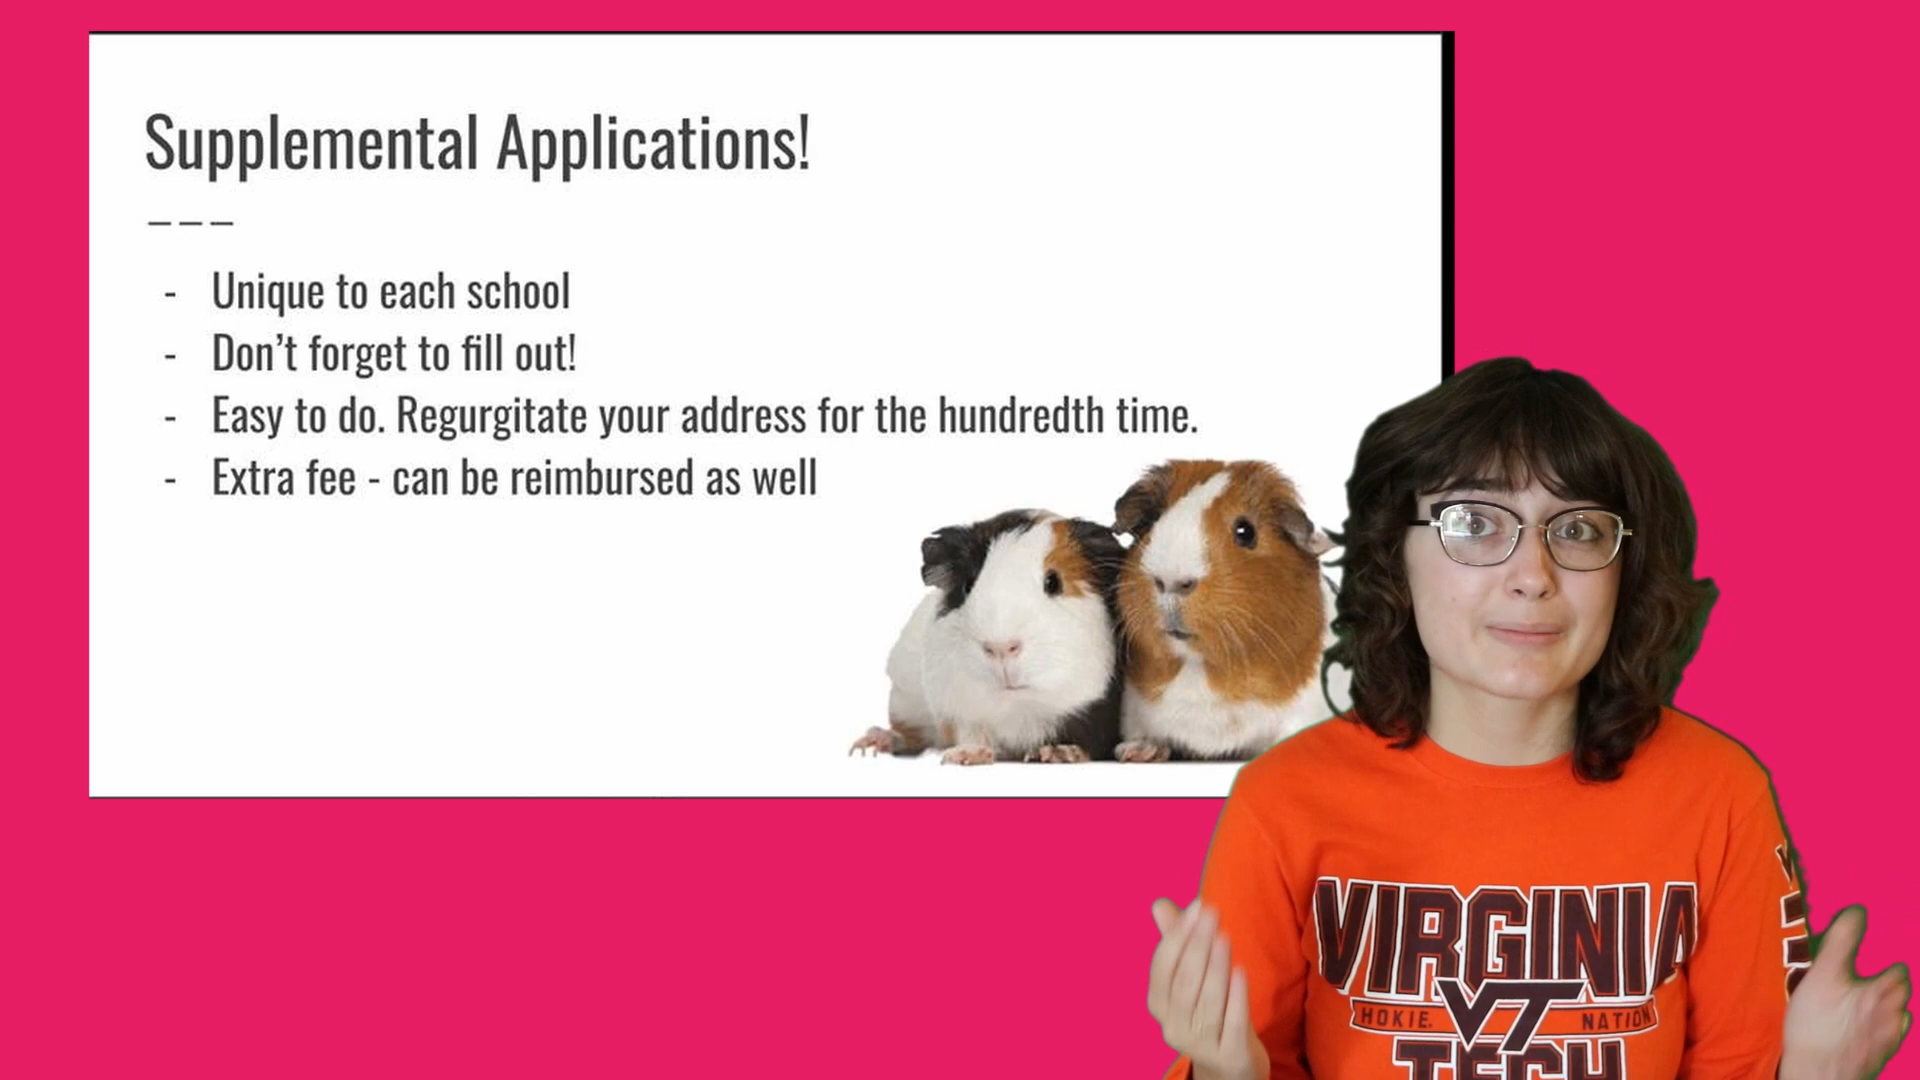 Supplemental Applications!
- Unique to each school
- Don't forget to fill out!
- Easy to do. Regurgitate your address for the hundredth time.
- Extra fee - can be reimbursed as well
VIRGINIA
VT
HOKIE NATION
TECH